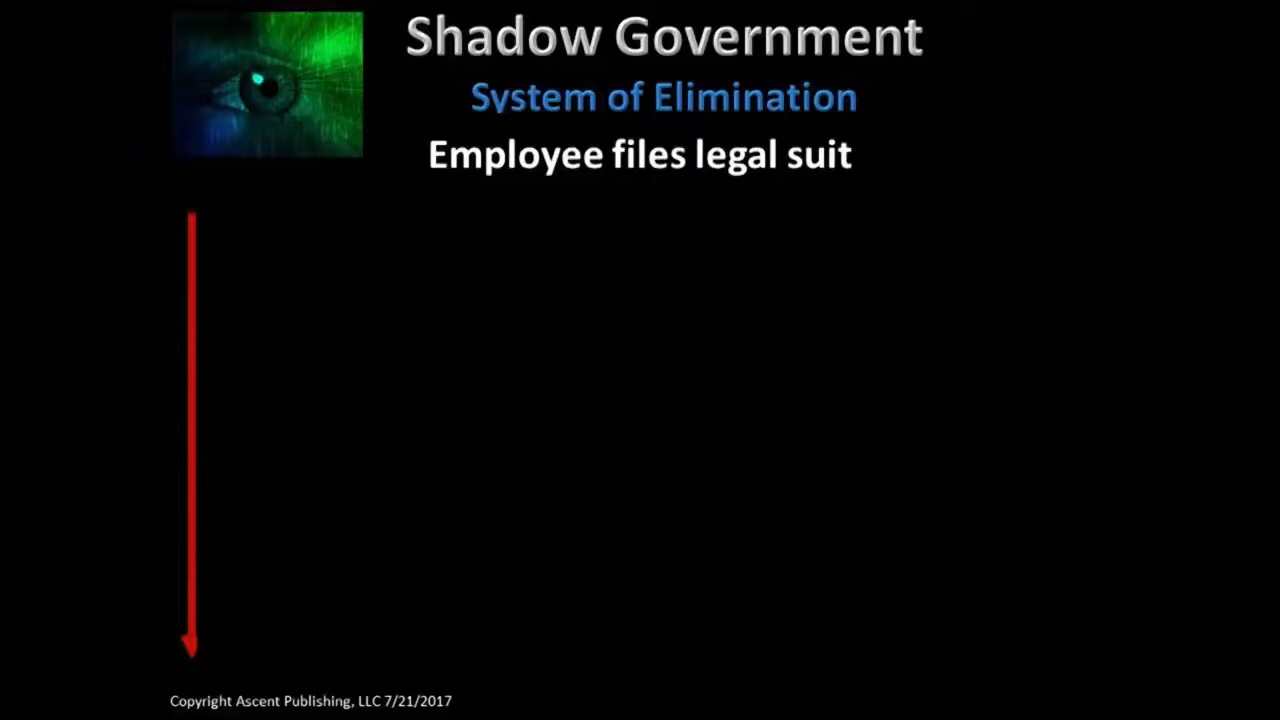 Shadow Government
System of Elimination
Employee files legal suit
Copyright Ascent Publishing, LLC 7/21/2017